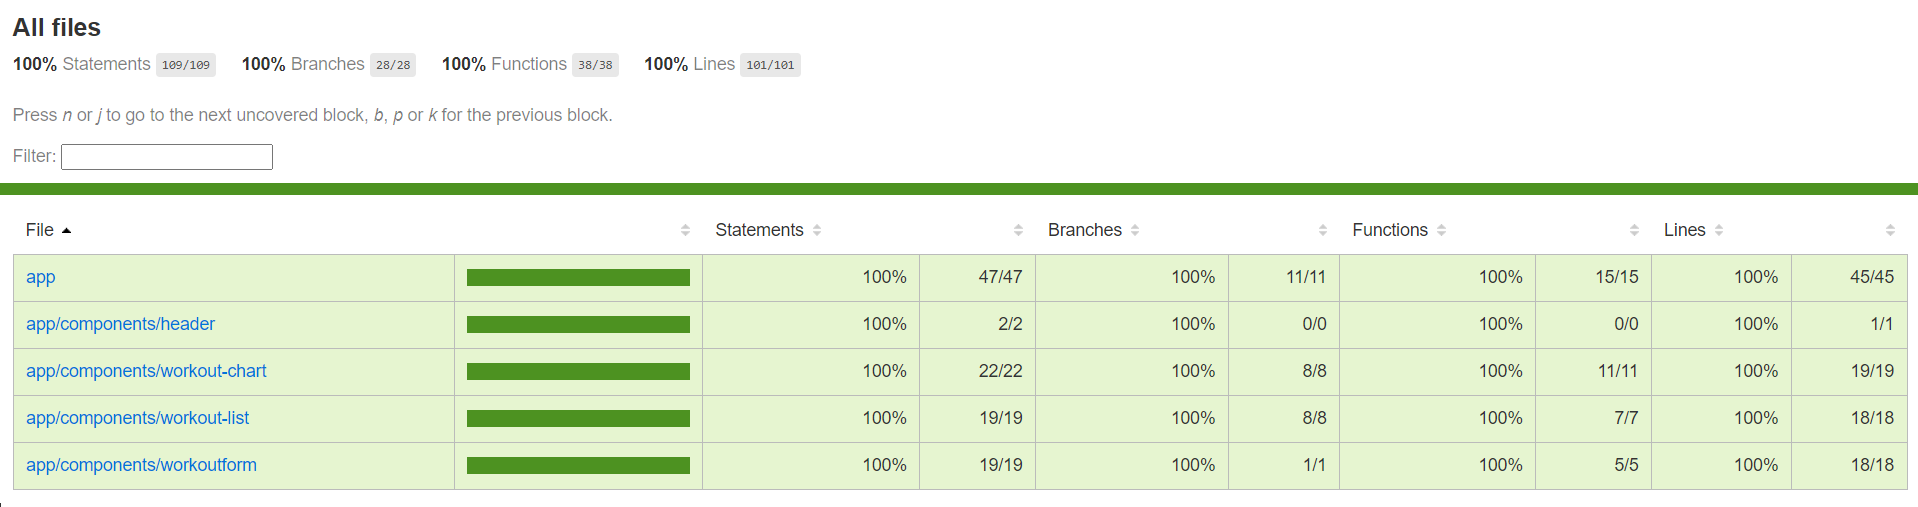 All files
100% Statements 109/109 100% Branches 28/28 100% Functions 38/38 100% Lines 101/101
Press n or j to go to the next uncovered block, b, p or k for the previous block.
Filter:
File Statements Branches Functions Lines
app 100% 47/47 100% 11/11 100% 15/15 100% 45/45
app/components/header 100% 2/2 100% 0/0 100% 0/0 100% 1/1
app/components/workout-chart 100% 22/22 100% 8/8 100% 11/11 100% 19/19
app/components/workout-list 100% 19/19 100% 8/8 100% 7/7 100% 18/18
app/components/workoutform 100% 19/19 100% 1/1 100% 5/5 100% 18/18